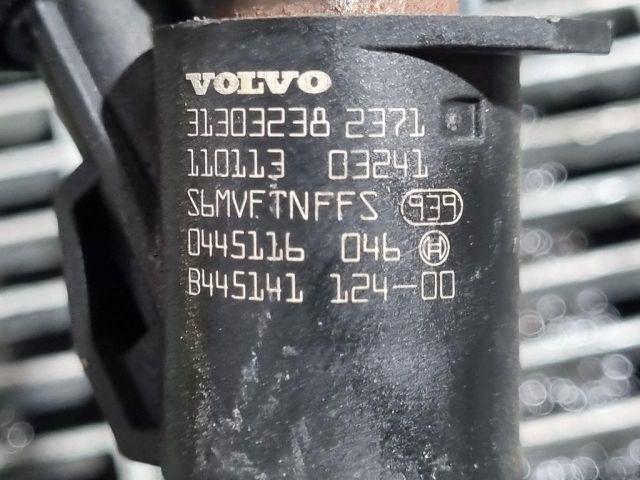 VOLVO
31303238 2371
110113 03241
S6MVFTNFFS 939
0445116 046 H
B445141 124-00